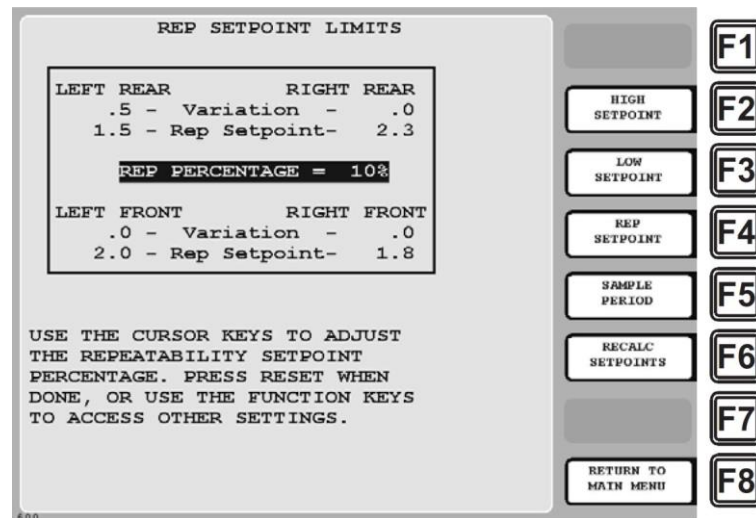 REP SETPOINT LIMITS
LEFT REAR RIGHT REAR
.5 - Variation - .0
1.5 - Rep Setpoint- 2.3
REP PERCENTAGE = 10%
LEFT FRONT RIGHT FRONT
.0 - Variation - .0
2.0 - Rep Setpoint- 1.8
USE THE CURSOR KEYS TO ADJUST
THE REPEATABILITY SETPOINT
PERCENTAGE. PRESS RESET WHEN
DONE, OR USE THE FUNCTION KEYS
TO ACCESS OTHER SETTINGS.
F1
HIGH
SETPOINT
F2
LOW
SETPOINT
F3
REP
SETPOINT
F4
SAMPLE
PERIOD
F5
RECALC
SETPOINTS
F6
F7
RETURN TO
MAIN MENU
F8